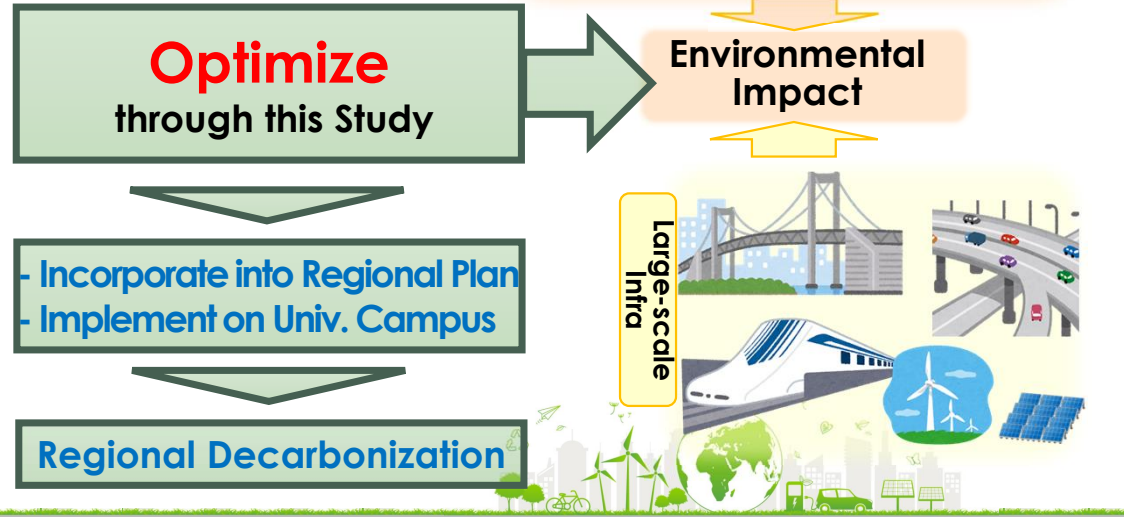 Optimize
through this Study
Environmental
Impact
- Incorporate into Regional Plan
- Implement on Univ. Campus
Regional Decarbonization
Large-scale
Infra